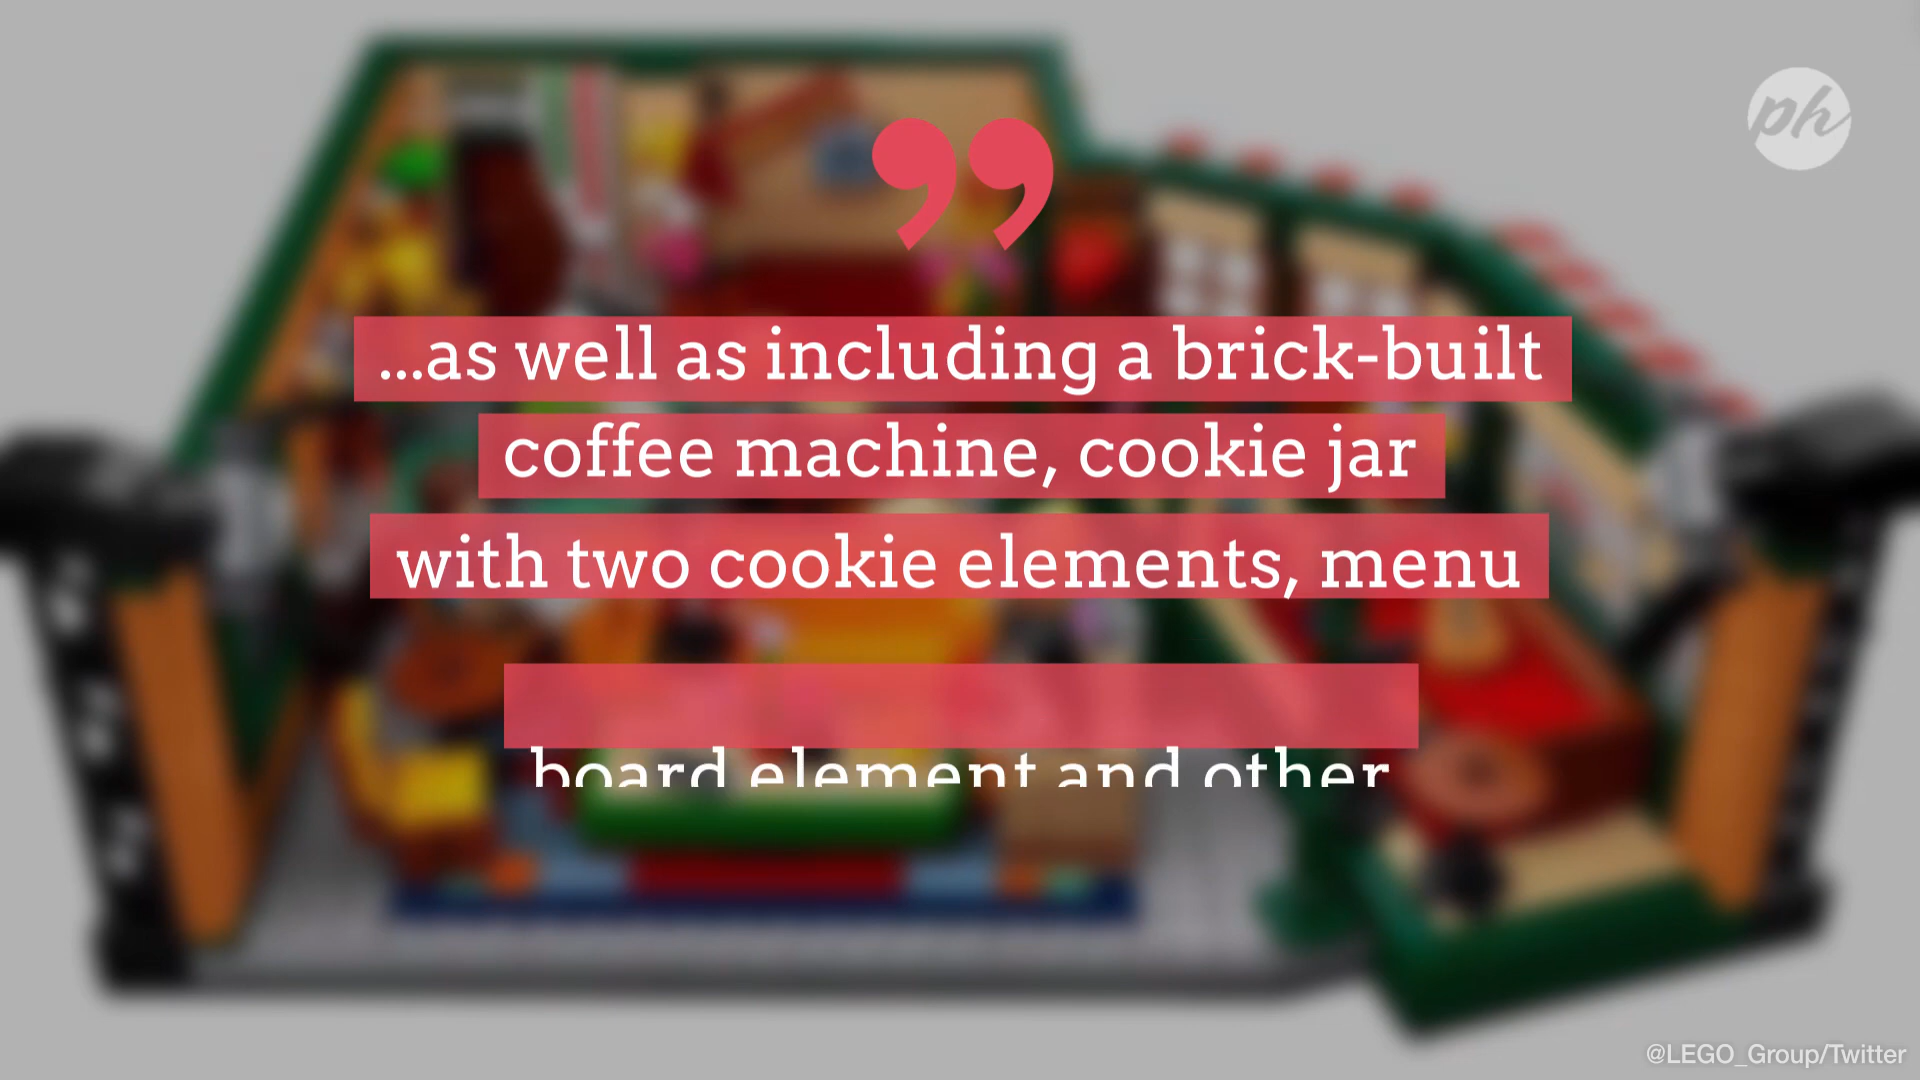 ph
...as well as including a brick-built
coffee machine, cookie jar
with two cookie elements, menu
board element and other
@LEGO_Group/Twitter